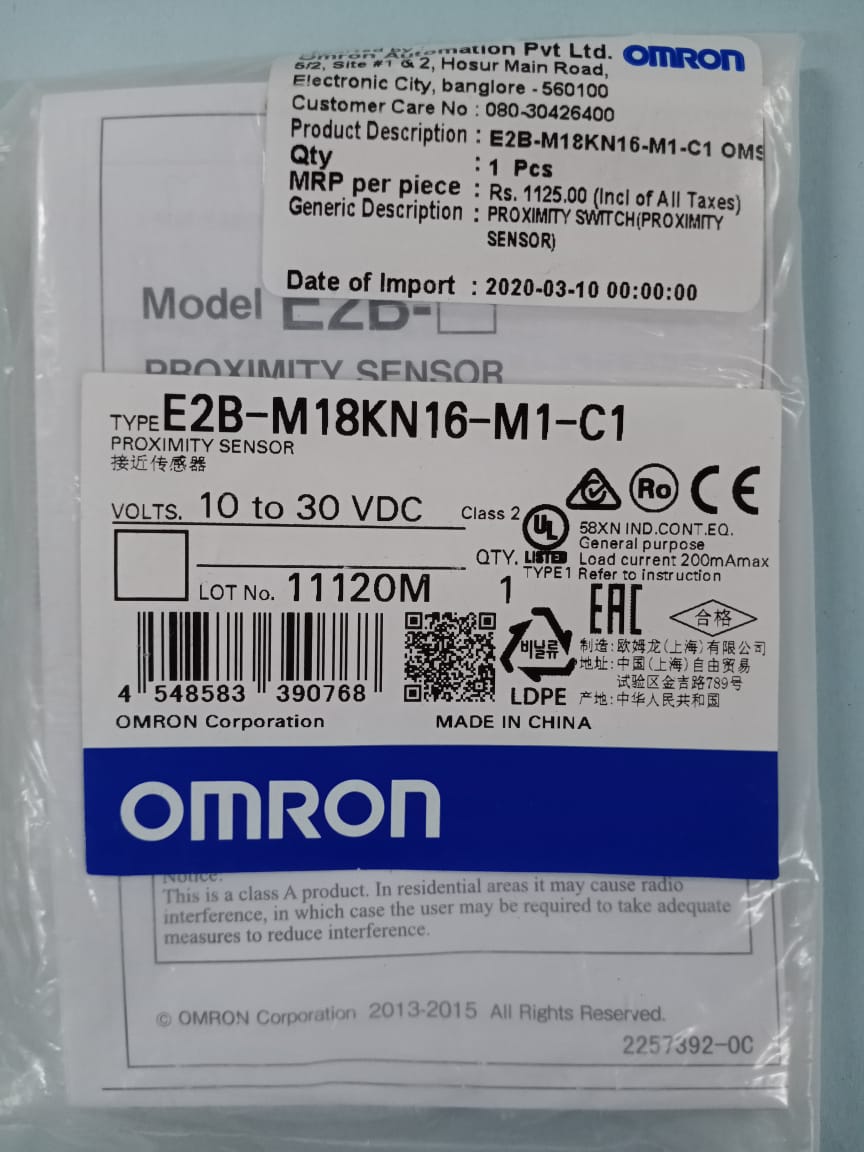 Omron Automation Pvt Ltd. OMRON
5/2, Site #1 & 2, Hosur Main Road,
Electronic City, banglore - 560100
Customer Care No : 080-30426400
Product Description : E2B-M18KN16-M1-C1 OMS
Qty : 1 Pcs
MRP per piece : Rs. 1125.00 (Incl of All Taxes)
Generic Description : PROXIMITY SWITCH(PROXIMITY
SENSOR)
Date of Import : 2020-03-10 00:00:00
Model E2B-□
PROXIMITY SENSOR
TYPE E2B-M18KN16-M1-C1
PROXIMITY SENSOR
接近传感器
Ro CE
VOLTS. 10 to 30 VDC Class 2
UL LISTED
58XN IND.CONT.EQ.
General purpose
Load current 200mAmax
TYPE1 Refer to instruction
QTY. 1
LOT No. 11120M
EAC
合格
비닐류
LDPE
制造:欧姆龙(上海)有限公司
地址:中国(上海)自由贸易
试验区金吉路789号
产地:中华人民共和国
4 548583 390768
OMRON Corporation MADE IN CHINA
OMRON
Notice:
This is a class A product. In residential areas it may cause radio
interference, in which case the user may be required to take adequate
measures to reduce interference.
© OMRON Corporation 2013-2015 All Rights Reserved.
2257392-0C